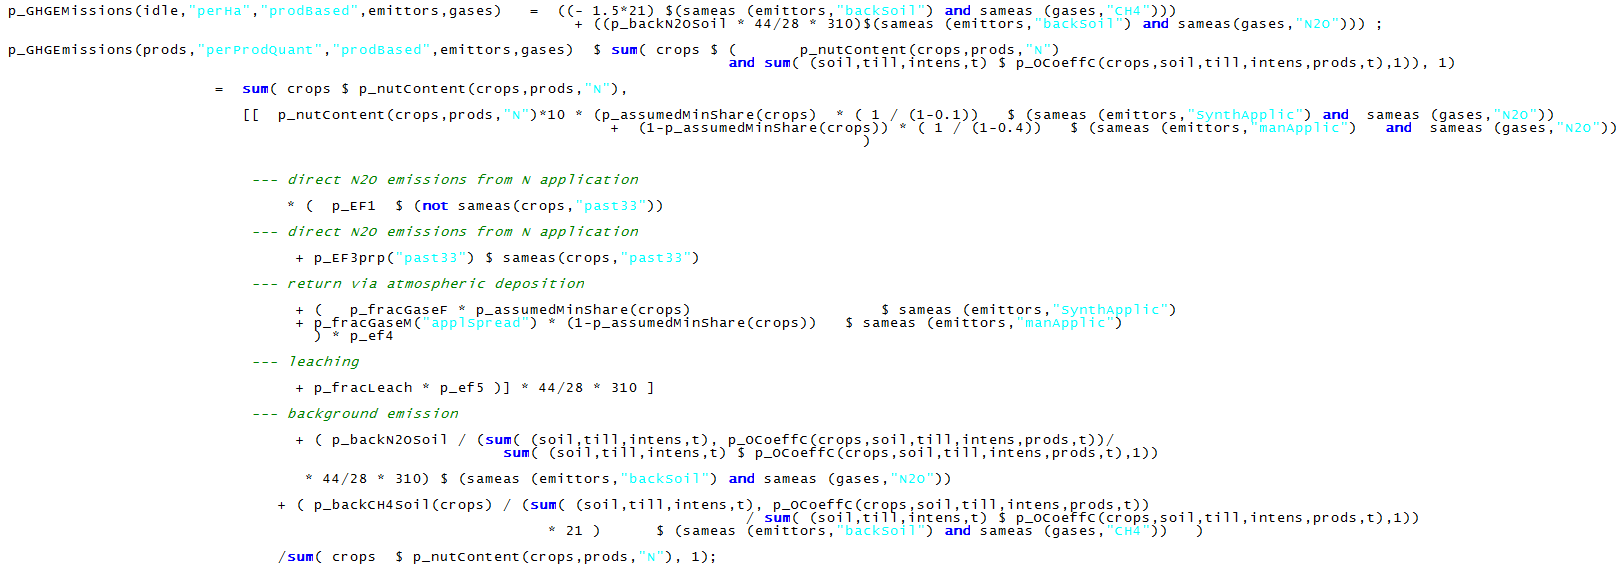 p_GHGEmissions(idle,"perHa","prodBased",emittors,gases)   =  ((- 1.5*21) $(sameas (emittors,"backSoil") and sameas (gases,"CH4")))
+ ((p_backN2OSoil * 44/28 * 310)$(sameas (emittors,"backSoil") and sameas(gases,"N2O"))) ;
p_GHGEmissions(prods,"perProdQuant","prodBased",emittors,gases)  $ sum( crops $ (       p_nutContent(crops,prods,"N")
and sum( (soil,till,intens,t) $ p_OCoeffC(crops,soil,till,intens,prods,t),1)), 1)
=  sum( crops $ p_nutContent(crops,prods,"N"),
[[  p_nutContent(crops,prods,"N")*10 * (p_assumedMinShare(crops)  * ( 1 / (1-0.1))   $ (sameas (emittors,"SynthApplic") and  sameas (gases,"N2O"))
+  (1-p_assumedMinShare(crops)) * ( 1 / (1-0.4))   $ (sameas (emittors,"manApplic")   and  sameas (gases,"N2O"))
)
--- direct N2O emissions from N application
* (  p_EF1  $ (not sameas(crops,"past33"))
--- direct N2O emissions from N application
+ p_EF3prp("past33") $ sameas(crops,"past33")
--- return via atmospheric deposition
+ (   p_fracGaseF * p_assumedMinShare(crops)                     $ sameas (emittors,"SynthApplic")
+ p_fracGaseM("applSpread") * (1-p_assumedMinShare(crops))   $ sameas (emittors,"manApplic")
) * p_ef4
--- leaching
+ p_fracLeach * p_ef5 )] * 44/28 * 310 ]
--- background emission
+ ( p_backN2OSoil / (sum( (soil,till,intens,t), p_OCoeffC(crops,soil,till,intens,prods,t))/
sum( (soil,till,intens,t) $ p_OCoeffC(crops,soil,till,intens,prods,t),1))
* 44/28 * 310) $ (sameas (emittors,"backSoil") and sameas (gases,"N2O"))
+ ( p_backCH4Soil(crops) / (sum( (soil,till,intens,t), p_OCoeffC(crops,soil,till,intens,prods,t))
/ sum( (soil,till,intens,t) $ p_OCoeffC(crops,soil,till,intens,prods,t),1))
* 21 )      $ (sameas (emittors,"backSoil") and sameas (gases,"CH4"))   )
/sum( crops  $ p_nutContent(crops,prods,"N"), 1);